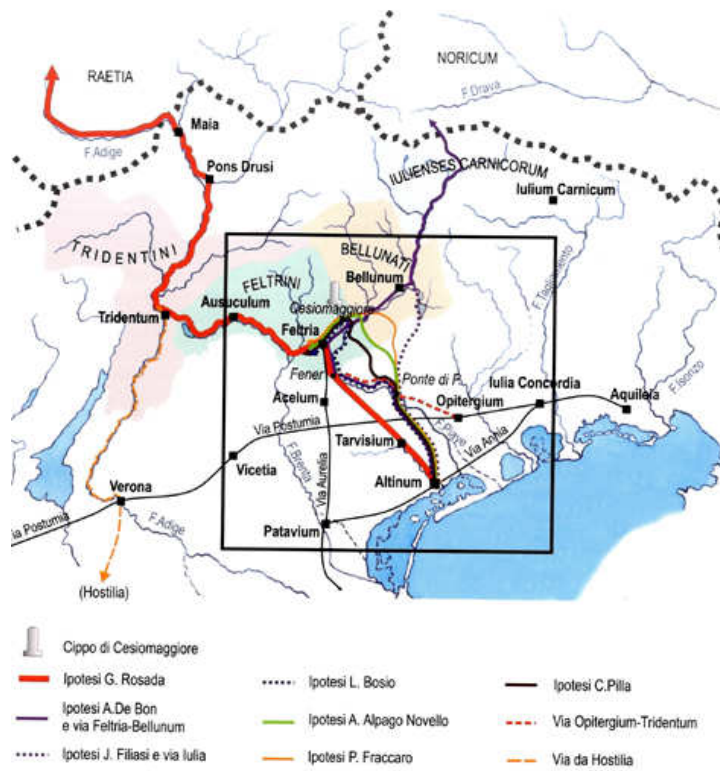 RAETIA
NORICUM
F.Drava
Maia
F.Adige
IULIENSES CARNICORUM
Pons Drusi
Iulium Carnicum
TRIDENTINI
BELLUNATI
F.Tagliamento
FELTRINI
Bellunum
Ausuculum
Cesiomaggiore
Tridentum
Feltria
F.Isonzo
Fener
Ponte di P.
Iulia Concordia
Acelum
Opitergium
Aquileia
Via Postumia
F.Piave
Via Annia
F.Brenta
Tarvisium
Vicetia
Via Aurelia
Altinum
Verona
Patavium
ia Postumia
F.Adige
(Hostilia)
Cippo di Cesiomaggiore
Ipotesi G. Rosada
Ipotesi L. Bosio
Ipotesi C.Pilla
Ipotesi A.De Bon
e via Feltria-Bellunum
Ipotesi A. Alpago Novello
Via Opitergium-Tridentum
Ipotesi J. Filiasi e via Iulia
Ipotesi P. Fraccaro
Via da Hostilia